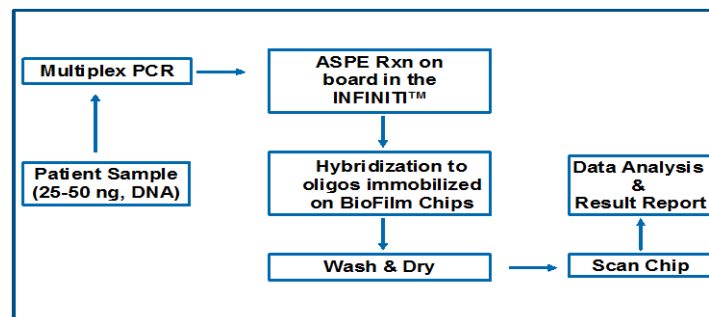 Multiplex PCR
Patient Sample
(25-50 ng, DNA)
ASPE Rxn on
board in the
INFINITI™
Hybridization to
oligos immobilized
on BioFilm Chips
Wash & Dry
Scan Chip
Data Analysis
&
Result Report